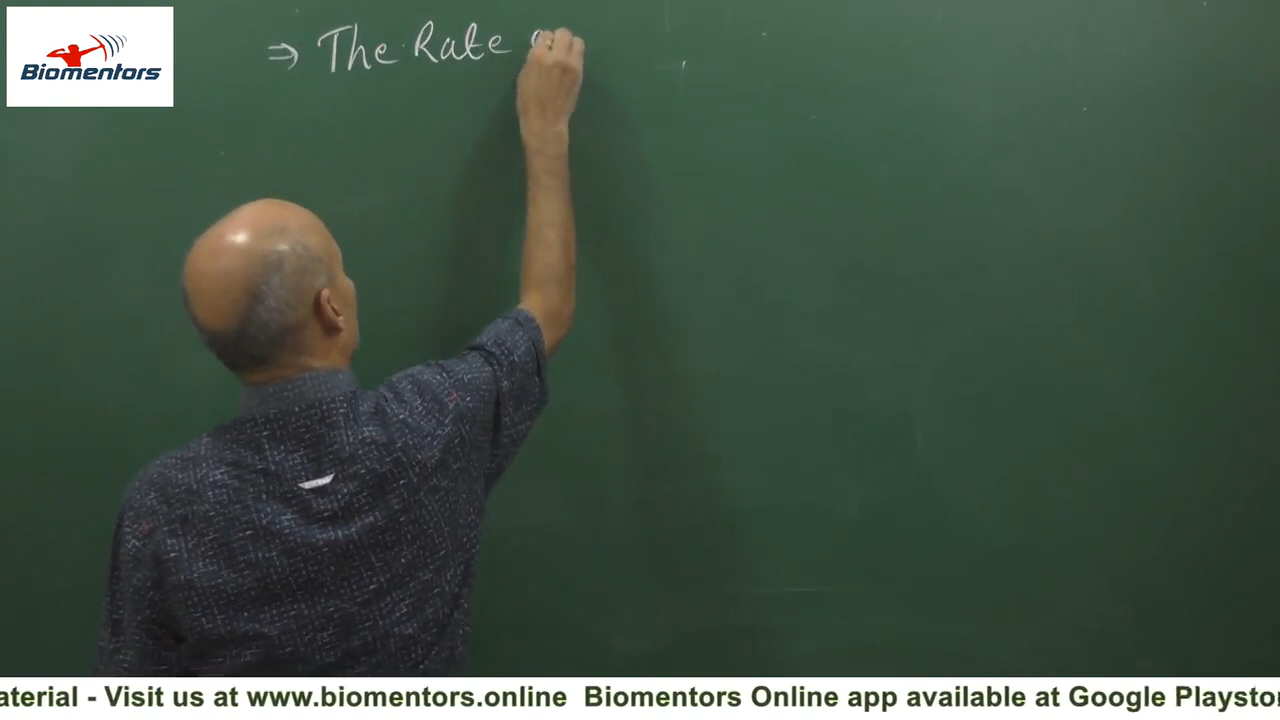 Biomentors
⇒ The Rate
aterial - Visit us at www.biomentors.online Biomentors Online app available at Google Playstor